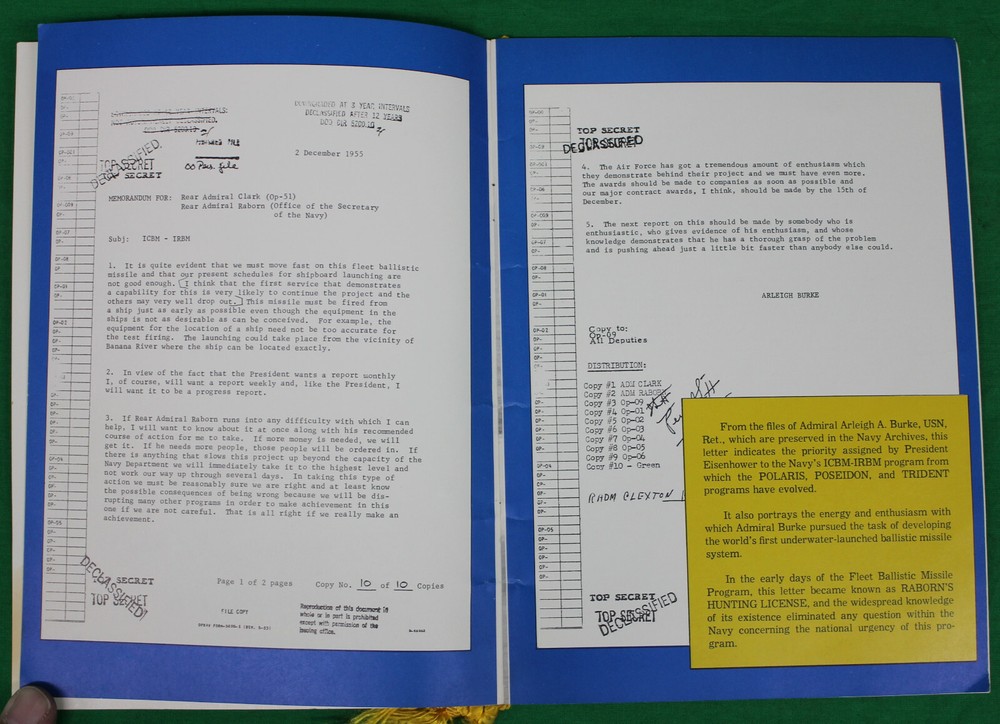 DOWNGRADED AT 3 YEAR INTERVALS
DECLASSIFIED AFTER 12 YEARS
DOD DIR 5200.10
2 December 1955
DECLASSIFIED
TOP SECRET
SECRET
00 Pers. file
MEMORANDUM FOR: Rear Admiral Clark (Op-51)
Rear Admiral Raborn (Office of the Secretary
of the Navy)
Subj: ICBM - IRBM
1. It is quite evident that we must move fast on this fleet ballistic
missile and that our present schedules for shipboard launching are
not good enough. I think that the first service that demonstrates
a capability for this is very likely to continue the project and the
others may very well drop out. This missile must be fired from
a ship just as early as possible even though the equipment in the
ships is not as desirable as can be conceived. For example, the
equipment for the location of a ship need not be too accurate for
the test firing. The launching could take place from the vicinity of
Banana River where the ship can be located exactly.
2. In view of the fact that the President wants a report monthly
I, of course, will want a report weekly and, like the President, I
will want it to be a progress report.
3. If Rear Admiral Raborn runs into any difficulty with which I can
help, I will want to know about it at once along with his recommended
course of action for me to take. If more money is needed, we will
get it. If he needs more people, those people will be ordered in. If
there is anything that slows this project up beyond the capacity of the
Navy Department we will immediately take it to the highest level and
not work our way up through several days. In taking this type of
action we must be reasonably sure we are right and at least know
the possible consequences of being wrong because we will be dis-
rupting many other programs in order to make achievement in this
one if we are not careful. That is all right if we really make an
achievement.
DECLASSIFIED
SECRET
TOP SECRET
Page 1 of 2 pages Copy No. 10 of 10 Copies
FILE COPY
Reproduction of this document in
whole or in part is prohibited
except with permission of the
issuing office.
TOP SECRET
DECLASSIFIED
4. The Air Force has got a tremendous amount of enthusiasm which
they demonstrate behind their project and we must have even more.
The awards should be made to companies as soon as possible and
our major contract awards, I think, should be made by the 15th of
December.
5. The next report on this should be made by somebody who is
enthusiastic, who gives evidence of his enthusiasm, and whose
knowledge demonstrates that he has a thorough grasp of the problem
and is pushing ahead just a little bit faster than anybody else could.
ARLEIGH BURKE
Copy to:
Op-09
All Deputies
DISTRIBUTION:
Copy #1 ADM CLARK
Copy #2 ADM RABORN
Copy #3 Op-09
Copy #4 Op-01
Copy #5 Op-02
Copy #6 Op-03
Copy #7 Op-04
Copy #8 Op-05
Copy #9 Op-06
Copy #10 - Green
RADM CLEXTON
TOP SECRET
TOP SECRET
DECLASSIFIED
From the files of Admiral Arleigh A. Burke, USN,
Ret., which are preserved in the Navy Archives, this
letter indicates the priority assigned by President
Eisenhower to the Navy's ICBM-IRBM program from
which the POLARIS, POSEIDON, and TRIDENT
programs have evolved.
It also portrays the energy and enthusiasm with
which Admiral Burke pursued the task of developing
the world's first underwater-launched ballistic missile
system.
In the early days of the Fleet Ballistic Missile
Program, this letter became known as RABORN'S
HUNTING LICENSE, and the widespread knowledge
of its existence eliminated any question within the
Navy concerning the national urgency of this pro-
gram.